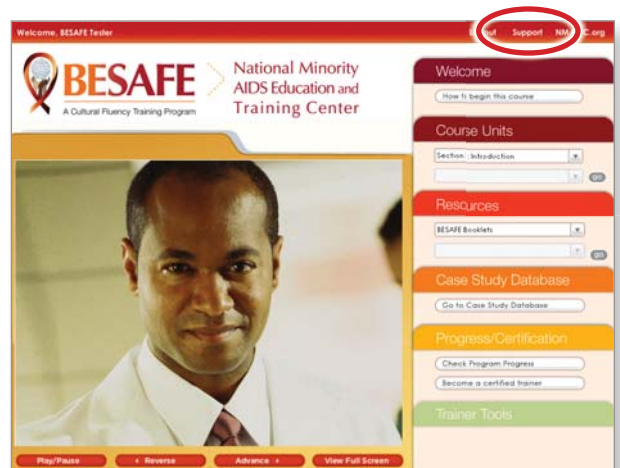 Welcome, BESAFE Tester
Support
BESAFE
A Cultural Fluency Training Program
National Minority
AIDS Education and
Training Center
Welcome
How to begin this course
Course Units
Section : Introduction
go
Resources
BESAFE Booklets
go
Case Study Database
Go to Case Study Database
Progress/Certification
Check Program Progress
Become a certified trainer
Trainer Tools
Play/Pause
Reverse
Advance
View Full Screen